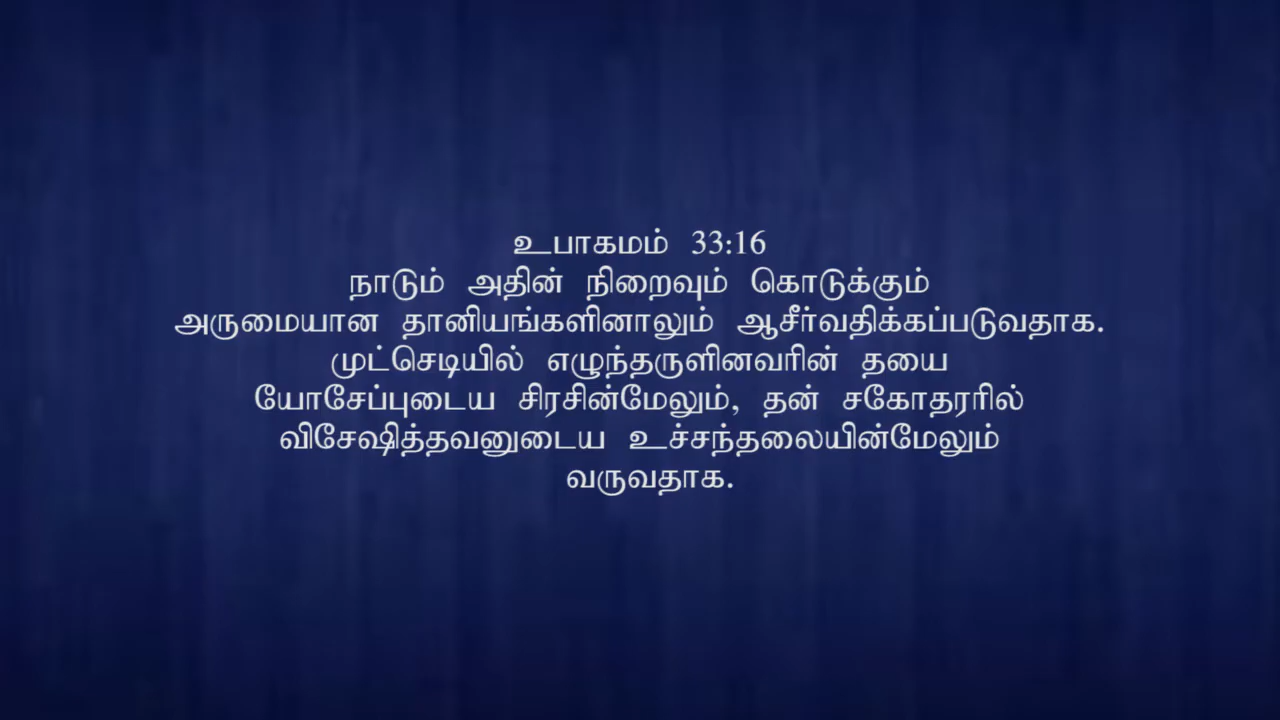 உபாகமம் 33:16
நாடும் அதின் நிறைவும் கொடுக்கும்
அருமையான தானியங்களினாலும் ஆசீர்வதிக்கப்படுவதாக.
முட்செடியில் எழுந்தருளினவரின் தயை
யோசேப்புடைய சிரசின்மேலும், தன் சகோதரரில்
விசேஷித்தவனுடைய உச்சந்தலையின்மேலும்
வருவதாக.